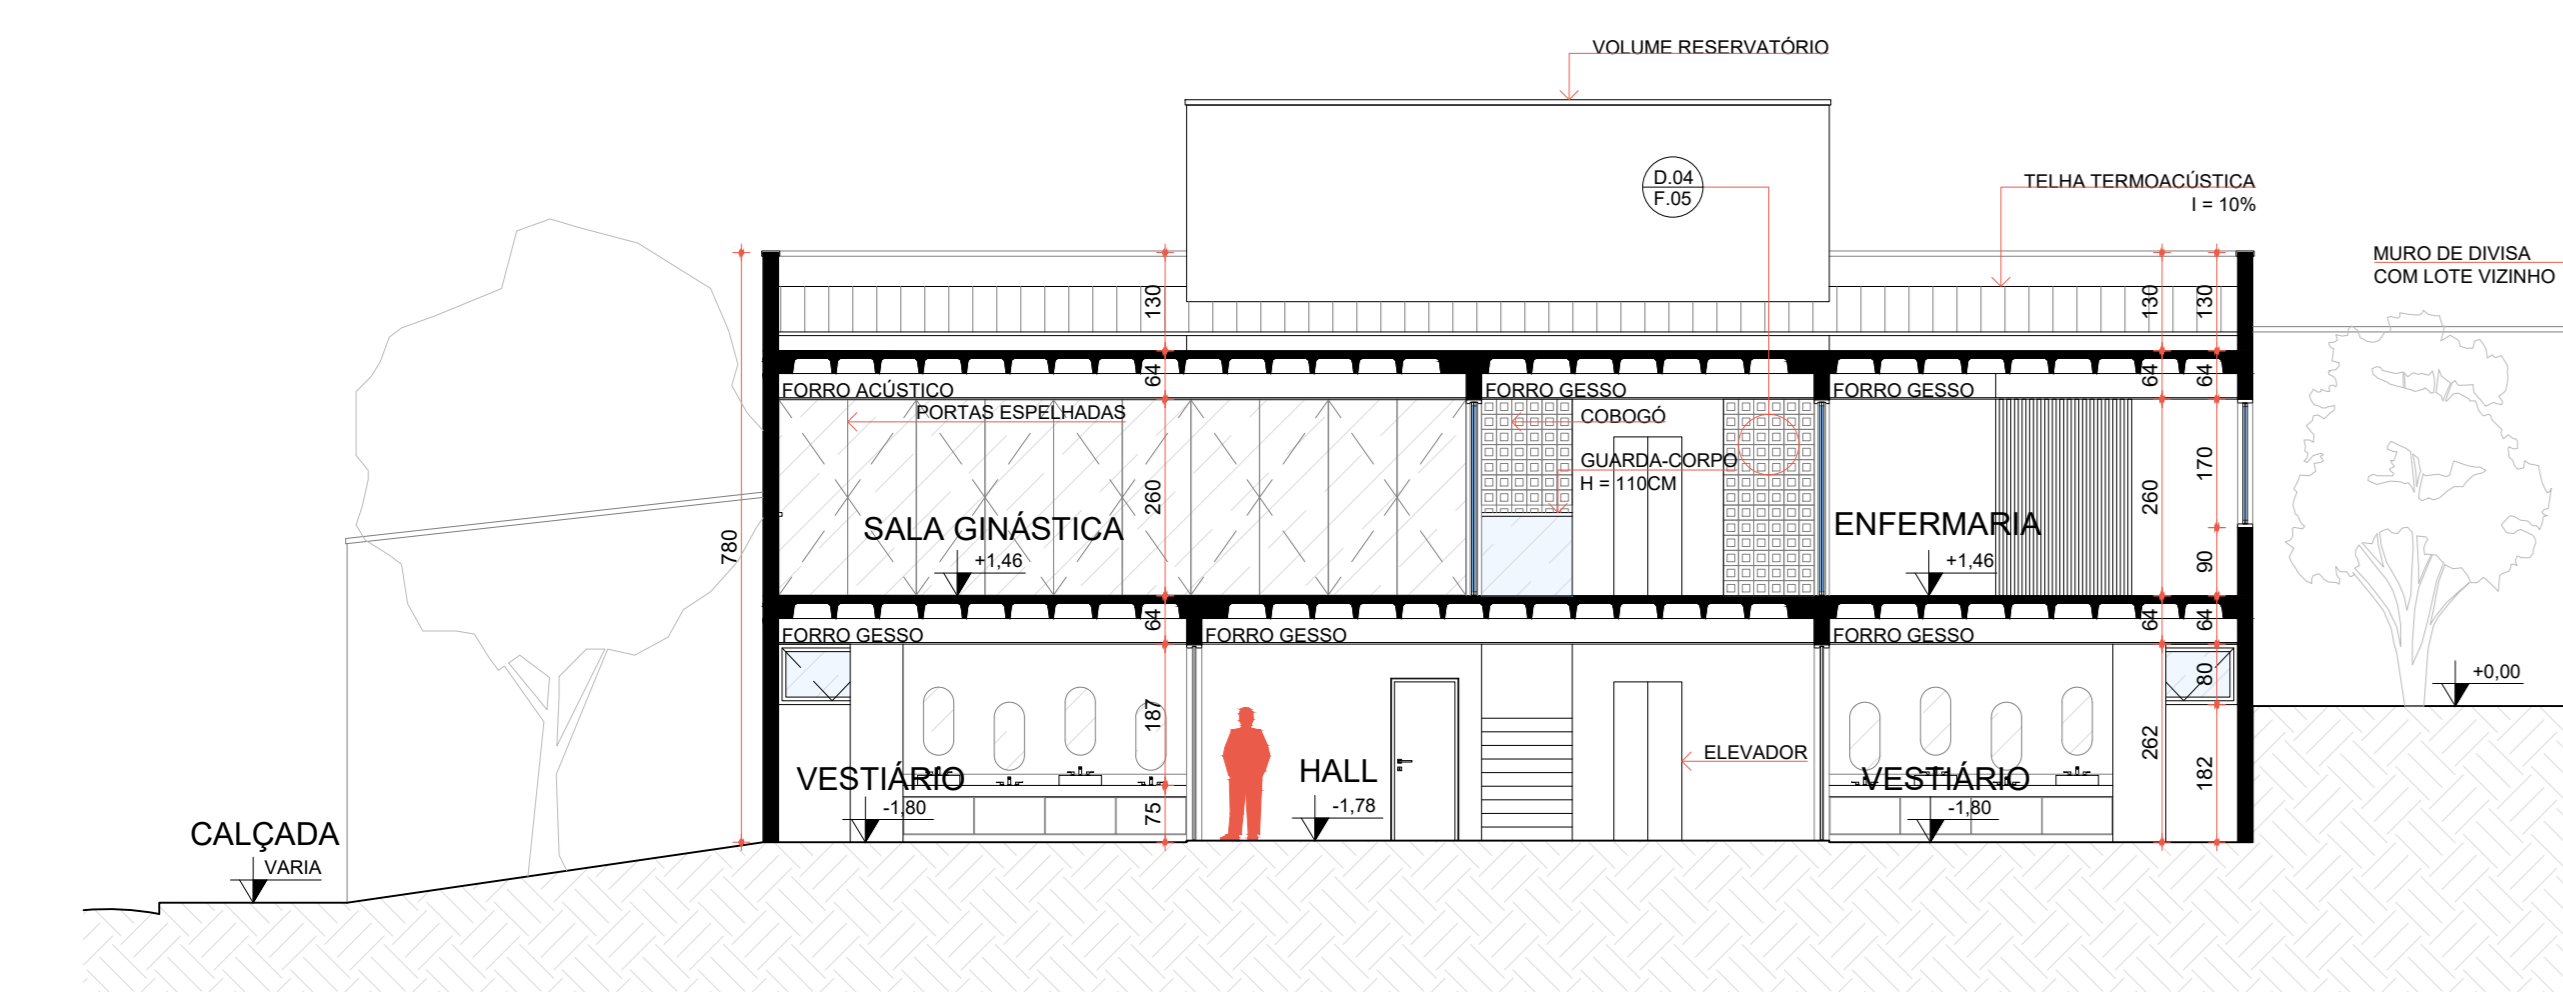 VOLUME RESERVATÓRIO
D.04
F.05
TELHA TERMOACÚSTICA
I = 10%
MURO DE DIVISA
COM LOTE VIZINHO
130
130
130
64
64
64
FORRO ACÚSTICO
FORRO GESSO
FORRO GESSO
PORTAS ESPELHADAS
COBOGÓ
GUARDA-CORPO
H = 110CM
780
260
260
170
90
SALA GINÁSTICA
+1,46
ENFERMARIA
+1,46
64
64
64
FORRO GESSO
FORRO GESSO
FORRO GESSO
+0,00
187
75
80
262
182
ELEVADOR
VESTIÁRIO
-1,80
HALL
-1,78
VESTIÁRIO
-1,80
CALÇADA
VARIA